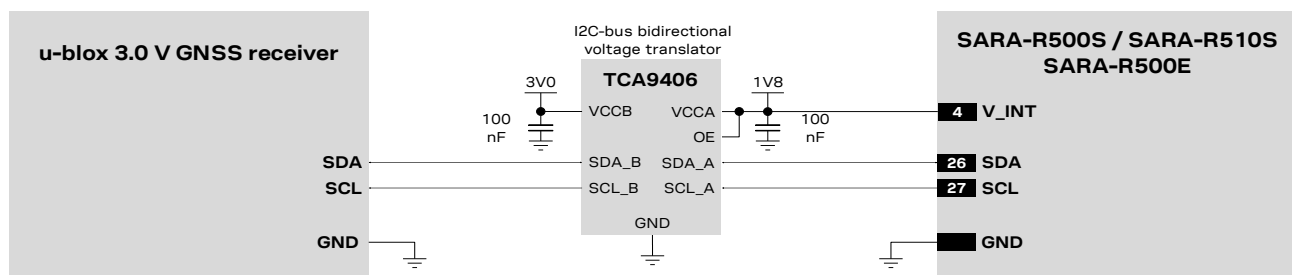 I2C-bus bidirectional
voltage translator
u-blox 3.0 V GNSS receiver
SARA-R500S / SARA-R510S
SARA-R500E
TCA9406
3V0
1V8
VCCB
VCCA
100
nF
OE
100
nF
4 V_INT
SDA
SDA_B
SDA_A
26 SDA
SCL
SCL_B
SCL_A
27 SCL
GND
GND
GND